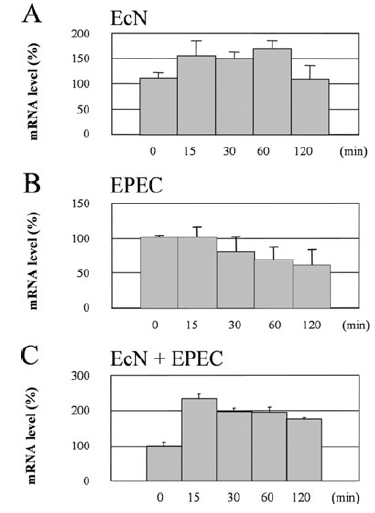 A EcN
mRNA level (%)
200
150
100
50
0
0 15 30 60 120 (min)
B EPEC
mRNA level (%)
150
100
50
0
0 15 30 60 120 (min)
C EcN + EPEC
mRNA level (%)
300
200
100
0
0 15 30 60 120 (min)